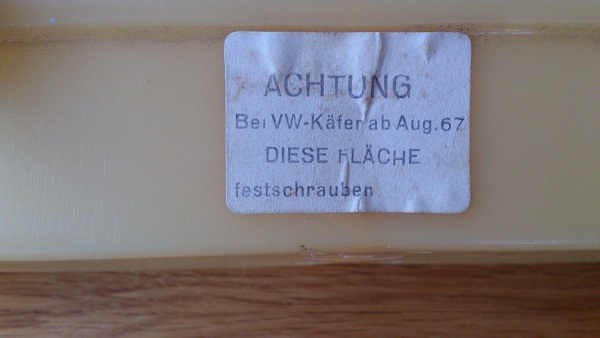 ACHTUNG
Bei VW-Käfer ab Aug. 67
DIESE FLÄCHE
festschrauben